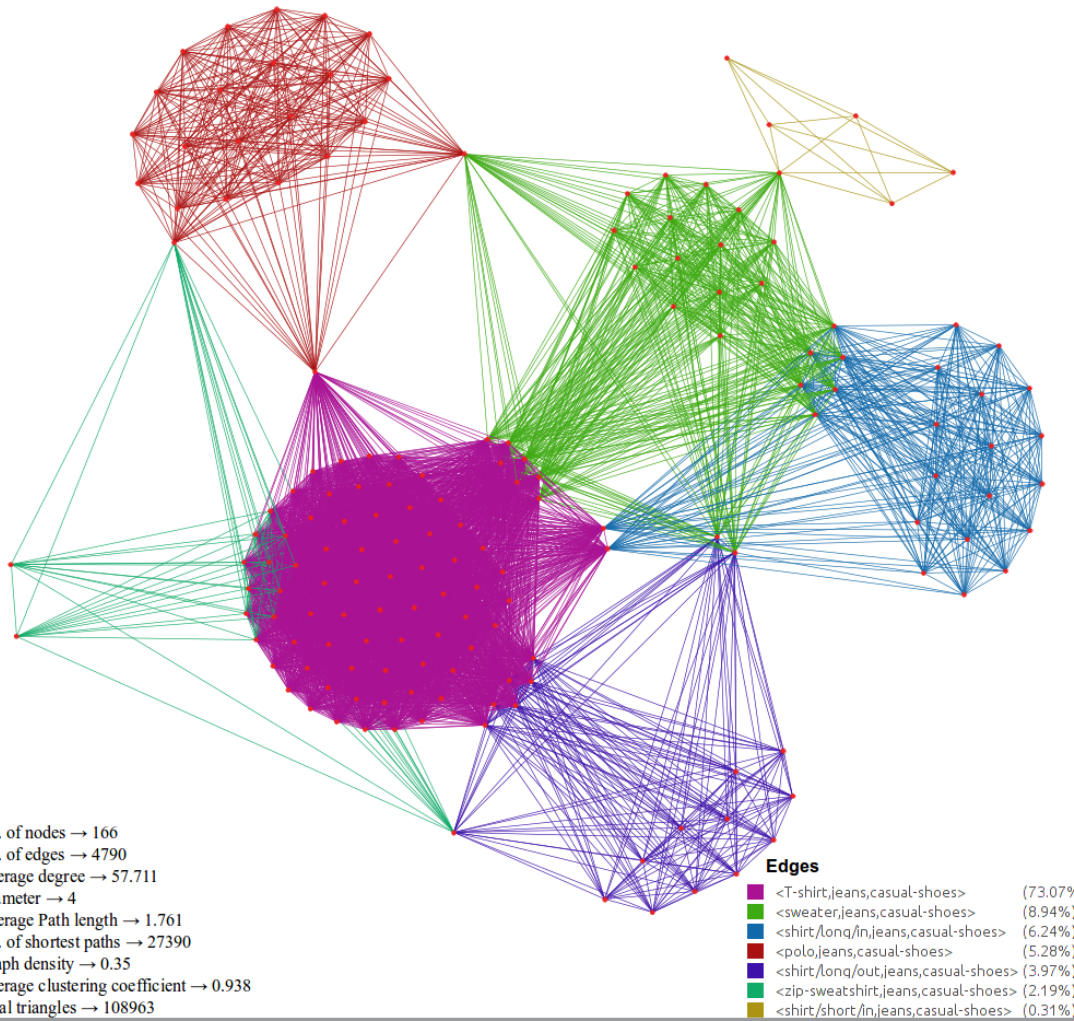 . of nodes → 166
. of edges → 4790
erage degree → 57.711
meter → 4
erage Path length → 1.761
. of shortest paths → 27390
ph density → 0.35
erage clustering coefficient → 0.938
al triangles → 108963
Edges
<T-shirt,jeans,casual-shoes> (73.07%
<sweater,jeans,casual-shoes> (8.94%)
<shirt/long/in,jeans,casual-shoes> (6.24%)
<polo,jeans,casual-shoes> (5.28%)
<shirt/long/out,jeans,casual-shoes> (3.97%)
<zip-sweatshirt,jeans,casual-shoes> (2.19%)
<shirt/short/in,jeans,casual-shoes> (0.31%)